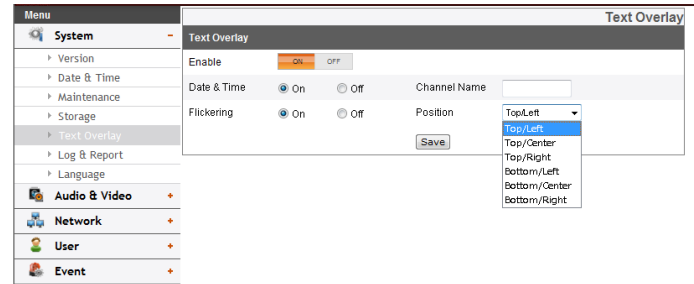 Menu
Text Overlay
System -
Text Overlay
Version
Enable ON OFF
Date & Time
Date & Time On Off Channel Name
Maintenance
Storage
Flickering On Off Position Top/Left
Text Overlay
Top/Left
Save
Top/Center
Log & Report
Top/Right
Language
Bottom/Left
Audio & Video +
Bottom/Center
Bottom/Right
Network +
User +
Event +